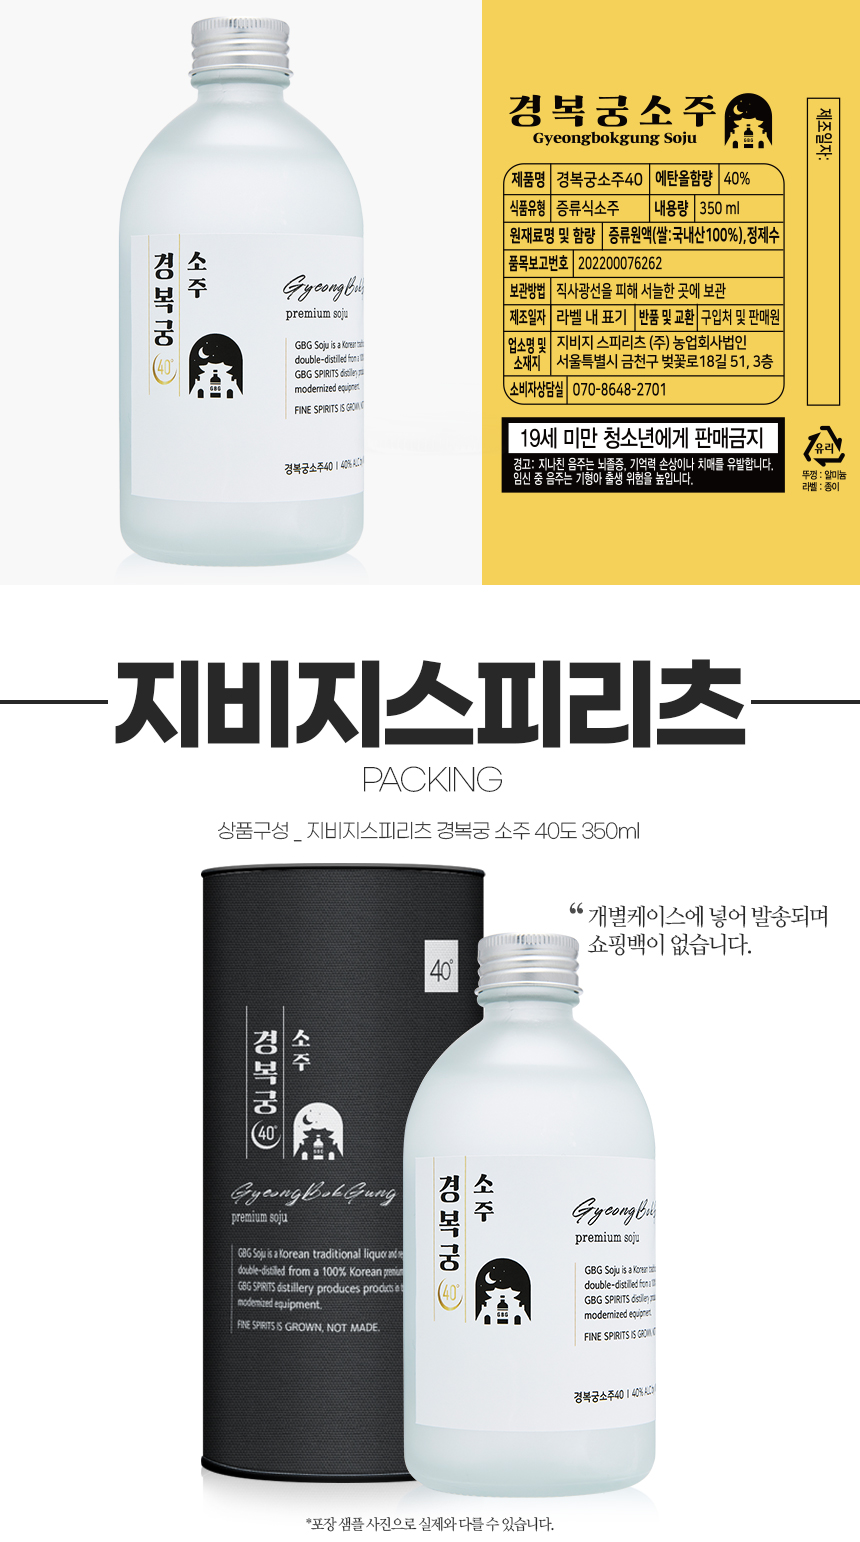 경복궁
소주
40°
GBG
GyeongBok
premium soju
GBG Soju is a Korean
double-distilled from a
GBG SPIRITS distillery
modernized equipment.
FINE SPIRITS IS GROWN,
경복궁소주40 | 40% ALC
경복궁소주
Gyeongbokgung Soju
GBG
제품명 경복궁소주40 에탄올함량 40%
식품유형 증류식소주 내용량 350 ml
원재료명 및 함량 증류원액(쌀:국내산100%),정제수
품목보고번호 202200076262
보관방법 직사광선을 피해 서늘한 곳에 보관
제조일자 라벨 내 표기 반품 및 교환 구입처 및 판매원
업소명 및 소재지 지비지 스피리츠 (주) 농업회사법인
서울특별시 금천구 벚꽃로18길 51, 3층
소비자상담실 070-8648-2701
19세 미만 청소년에게 판매금지
경고: 지나친 음주는 뇌졸중, 기억력 손상이나 치매를 유발합니다.
임신 중 음주는 기형아 출생 위험을 높입니다.
제조일자:
유리
뚜껑 : 알미늄
라벨 : 종이
지비지스피리츠
PACKING
상품구성 _ 지비지스피리츠 경복궁 소주 40도 350ml
“ 개별케이스에 넣어 발송되며
쇼핑백이 없습니다.
40°
경복궁
소주
40°
GBG
GyeongBokGung
premium soju
GBG Soju is a Korean traditional liquor and
double-distilled from a 100% Korean premium
GBG SPIRITS distillery produces products in
modernized equipment.
FINE SPIRITS IS GROWN, NOT MADE.
경복궁
소주
40°
GBG
GyeongBok
premium soju
GBG Soju is a Korean
double-distilled from a
GBG SPIRITS distillery
modernized equipment.
FINE SPIRITS IS GROWN,
경복궁소주40 | 40% ALC
*포장 샘플 사진으로 실제와 다를 수 있습니다.